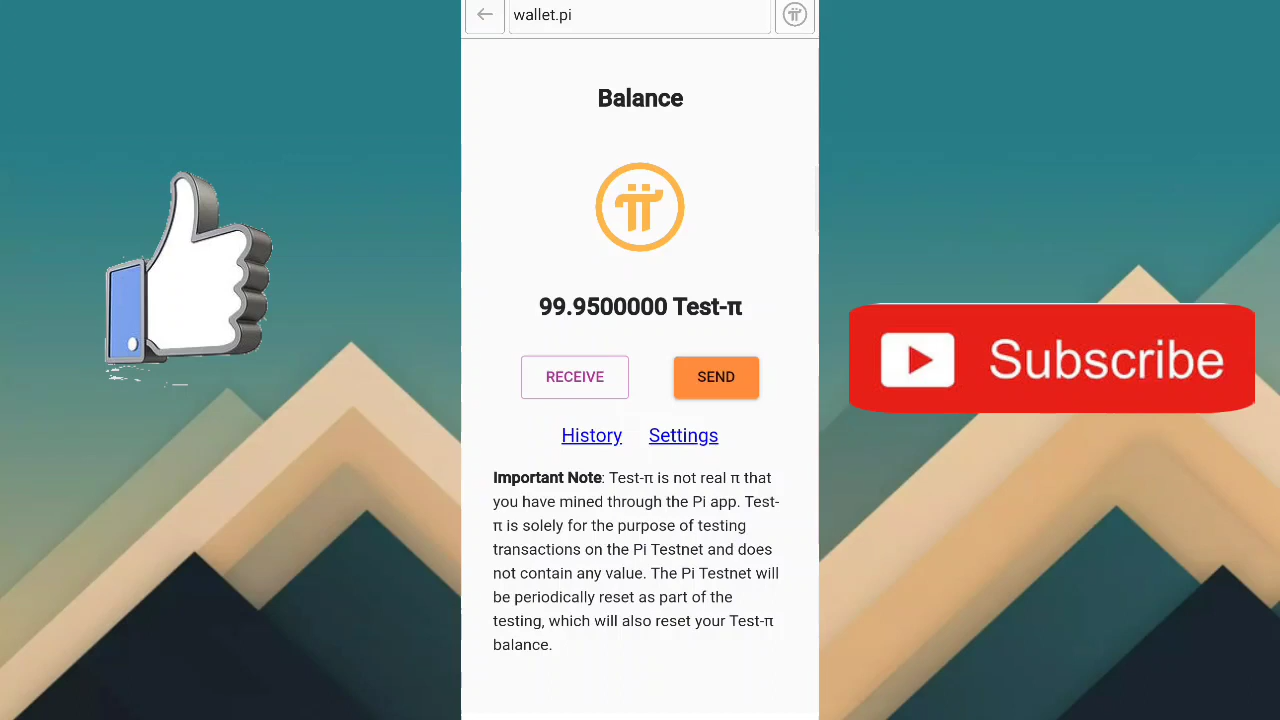 wallet.pi
Balance
99.9500000 Test-π
RECEIVE
SEND
History
Settings
Important Note: Test-π is not real π that
you have mined through the Pi app. Test-
π is solely for the purpose of testing
transactions on the Pi Testnet and does
not contain any value. The Pi Testnet will
be periodically reset as part of the
testing, which will also reset your Test-π
balance.
Subscribe